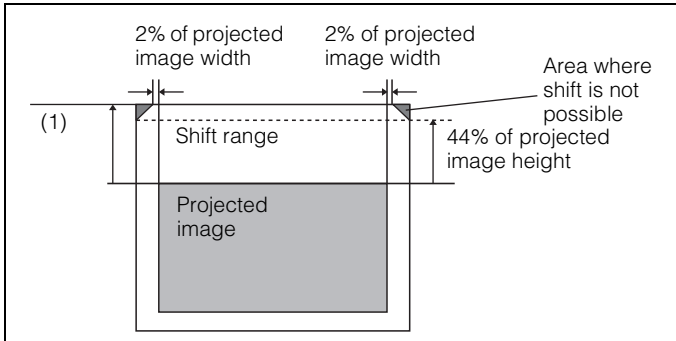 2% of projected
image width
2% of projected
image width
Area where
shift is not
possible
(1)
Shift range
44% of projected
image height
Projected
image